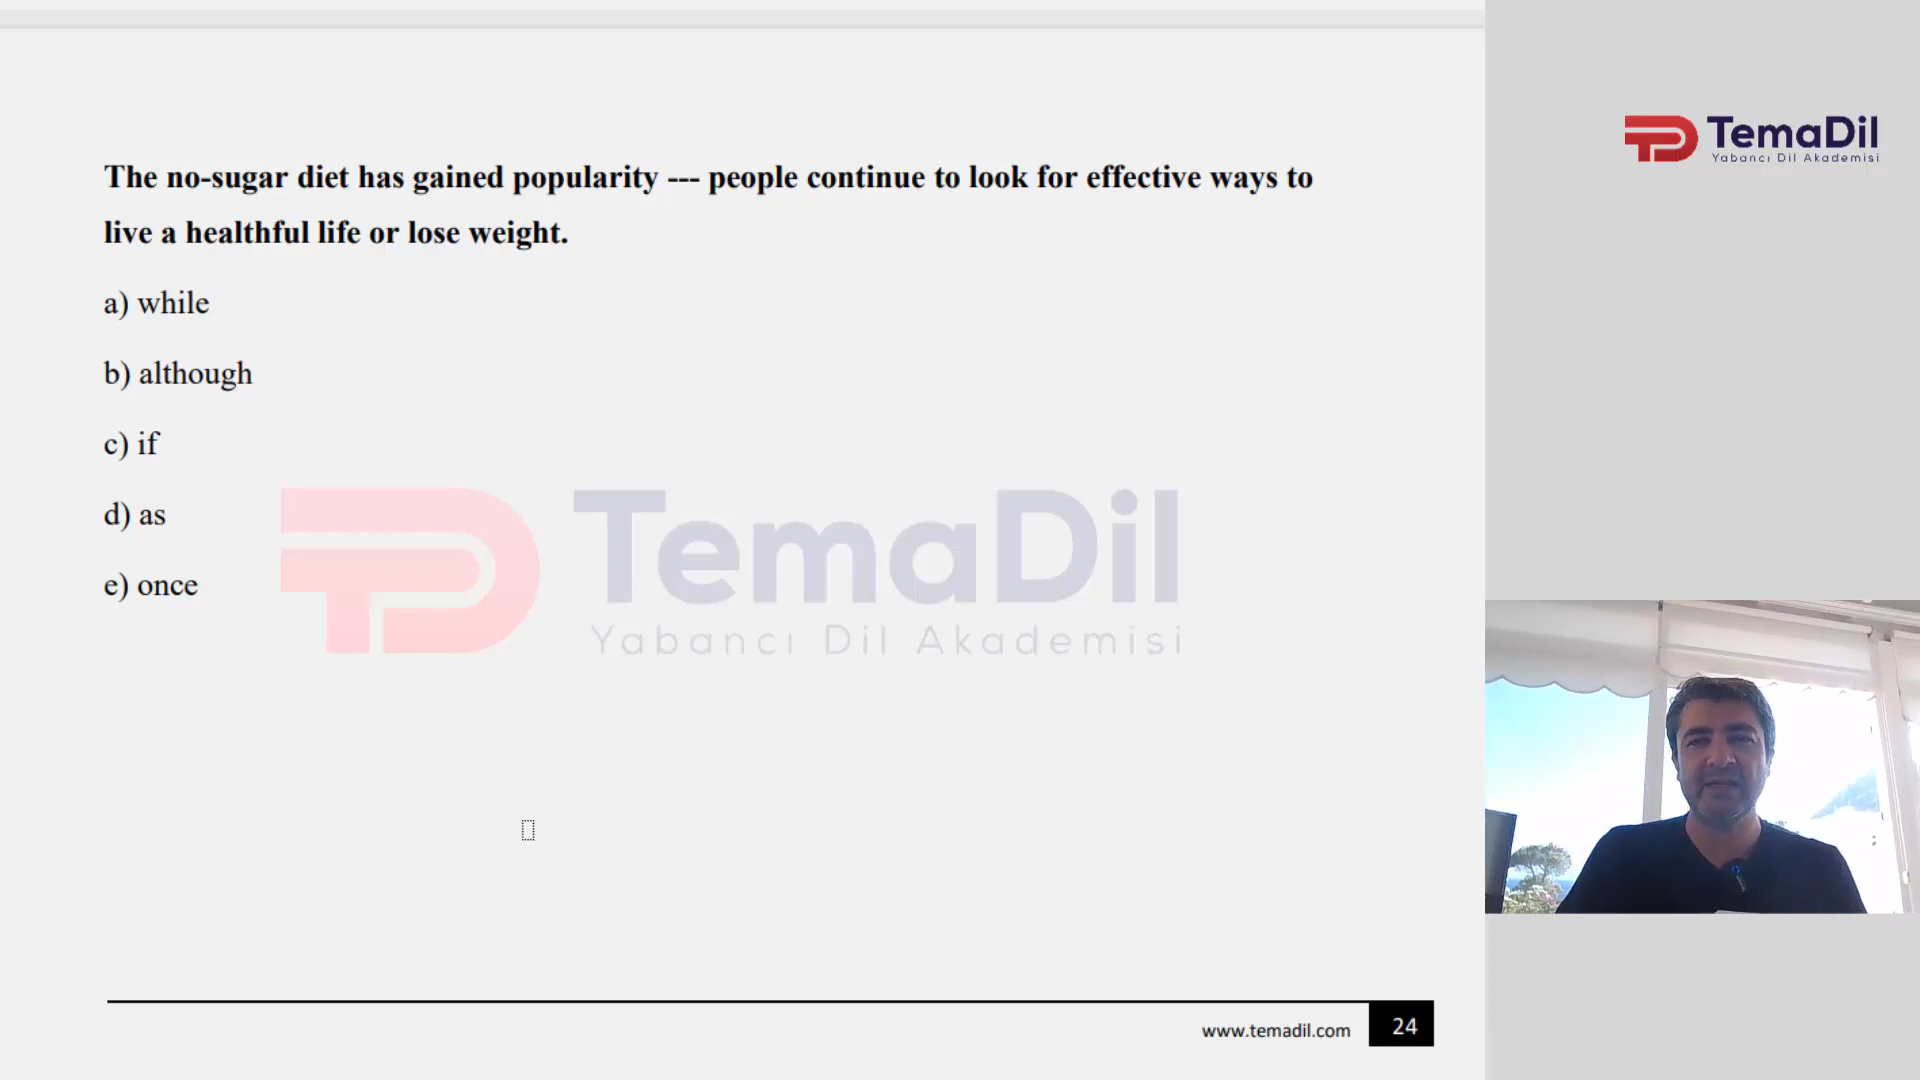 The no-sugar diet has gained popularity --- people continue to look for effective ways to
live a healthful life or lose weight.
a) while
b) although
c) if
d) as
e) once
TemaDil
Yabancı Dil Akademisi
www.temadil.com
24
TemaDil
Yabancı Dil Akademisi